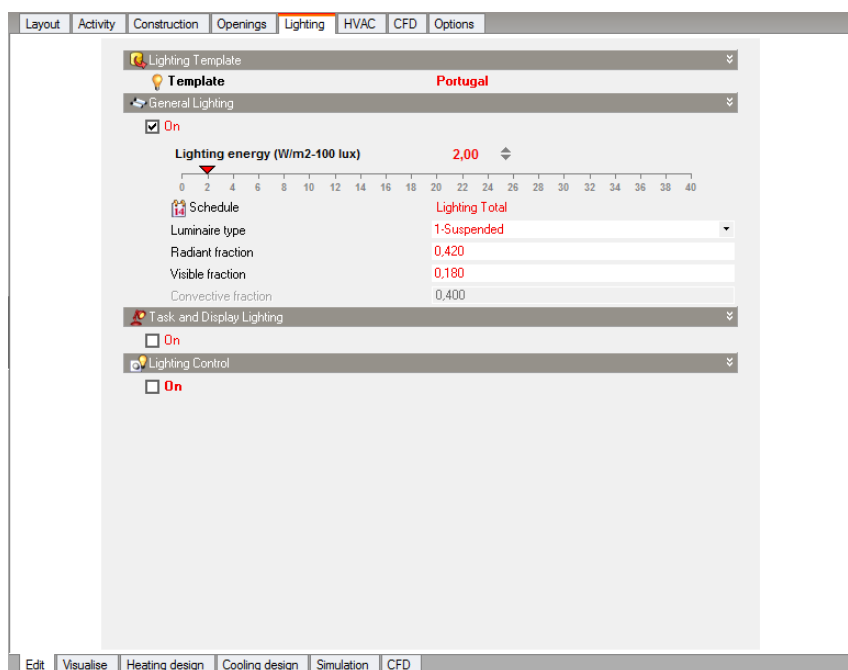 Layout Activity Construction Openings Lighting HVAC CFD Options
Lighting Template
Template Portugal
General Lighting
On
Lighting energy (W/m2-100 lux) 2,00
0 2 4 6 8 10 12 14 16 18 20 22 24 26 28 30 32 34 36 38 40
14 Schedule Lighting Total
Luminaire type 1-Suspended
Radiant fraction 0,420
Visible fraction 0,180
Convective fraction 0,400
Task and Display Lighting
On
Lighting Control
On
Edit Visualise Heating design Cooling design Simulation CFD